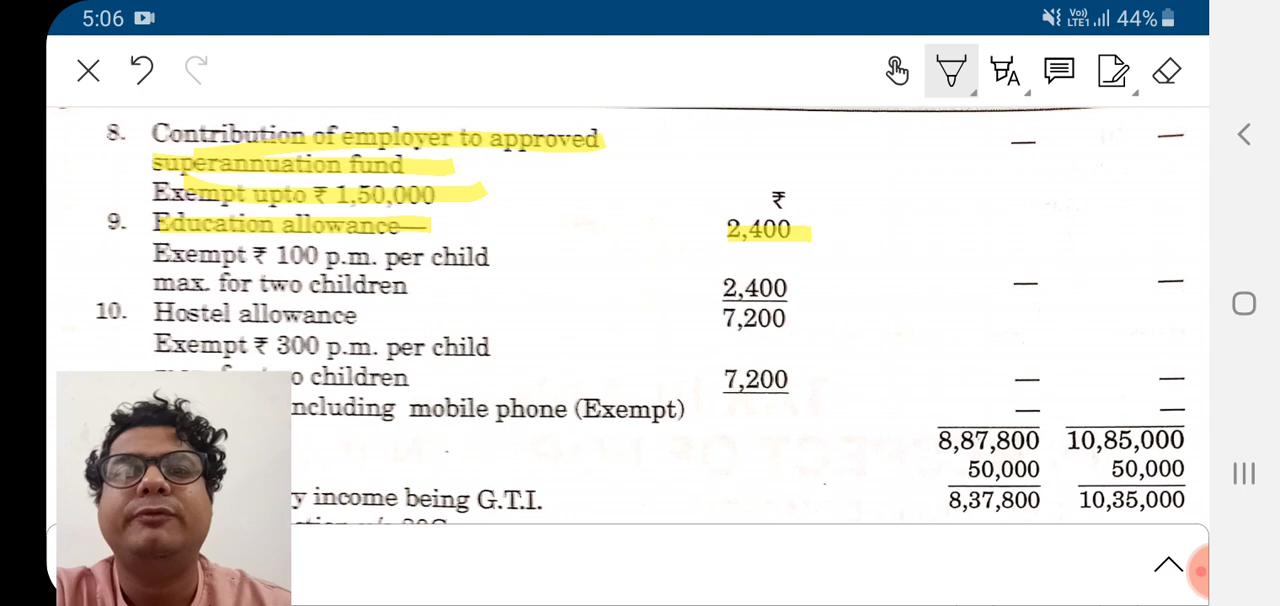 5:06 Vo) LTE1 44%
8. Contribution of employer to approved — —
superannuation fund
Exempt upto ₹ 1,50,000 ₹
9. Education allowance— 2,400
Exempt ₹ 100 p.m. per child
max. for two children 2,400 — —
10. Hostel allowance 7,200
Exempt ₹ 300 p.m. per child
o children 7,200 — —
ncluding mobile phone (Exempt) — —
8,87,800 10,85,000
50,000 50,000
y income being G.T.I. 8,37,800 10,35,000